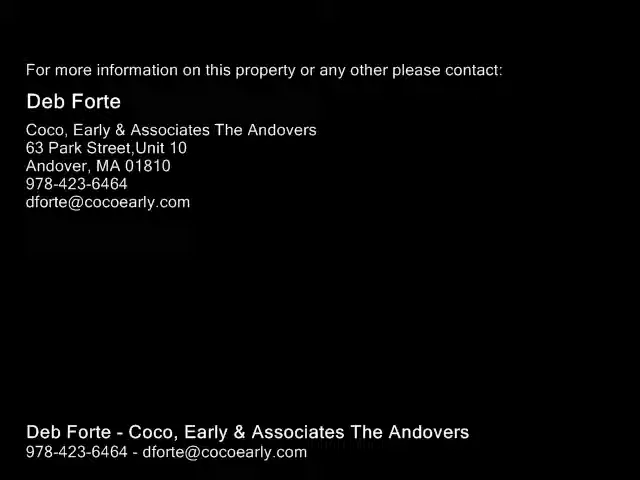 For more information on this property or any other please contact:
Deb Forte
Coco, Early & Associates The Andovers
63 Park Street,Unit 10
Andover, MA 01810
978-423-6464
dforte@cocoearly.com
Deb Forte - Coco, Early & Associates The Andovers
978-423-6464 - dforte@cocoearly.com